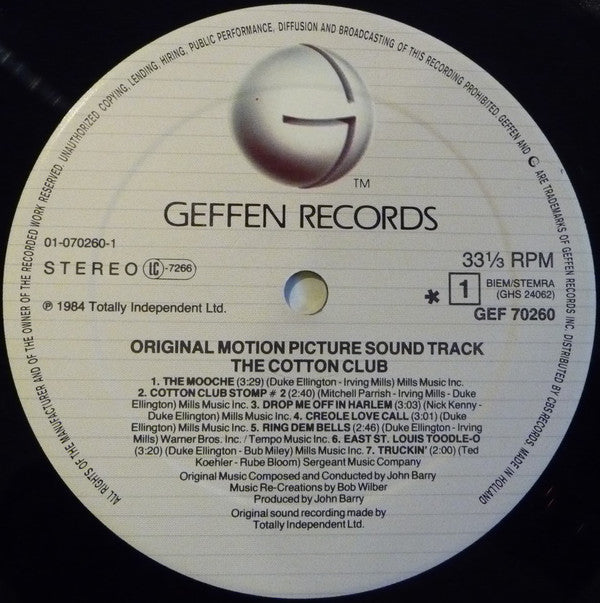 UNAUTHORIZED COPYING, LENDING, HIRING, PUBLIC PERFORMANCE, DIFFUSION AND BROADCASTING OF THIS RECORDING PROHIBITED. GEFFEN AND G ARE TRADEMARKS OF GEFFEN RECORDS INC. DISTRIBUTED BY CBS RECORDS. MADE IN HOLLAND
ALL RIGHTS OF THE MANUFACTURER AND OF THE OWNER OF THE RECORDED WORK RESERVED.
TM
GEFFEN RECORDS
01-070260-1
STEREO LC-7266
℗ 1984 Totally Independent Ltd.
33⅓ RPM
* 1 BIEM/STEMRA
(GHS 24062)
GEF 70260
ORIGINAL MOTION PICTURE SOUND TRACK
THE COTTON CLUB
1. THE MOOCHE (3:29) (Duke Ellington - Irving Mills) Mills Music Inc.
2. COTTON CLUB STOMP # 2 (2:40) (Mitchell Parrish - Irving Mills - Duke
Ellington) Mills Music Inc. 3. DROP ME OFF IN HARLEM (3:03) (Nick Kenny -
Duke Ellington) Mills Music Inc. 4. CREOLE LOVE CALL (3:01) (Duke
Ellington) Mills Music Inc. 5. RING DEM BELLS (2:46) (Duke Ellington - Irving
Mills) Warner Bros. Inc. / Tempo Music Inc. 6. EAST ST. LOUIS TOODLE-O
(3:20) (Duke Ellington - Bub Miley) Mills Music Inc. 7. TRUCKIN' (2:00) (Ted
Koehler - Rube Bloom) Sergeant Music Company
Original Music Composed and Conducted by John Barry
Music Re-Creations by Bob Wilber
Produced by John Barry
Original sound recording made by
Totally Independent Ltd.